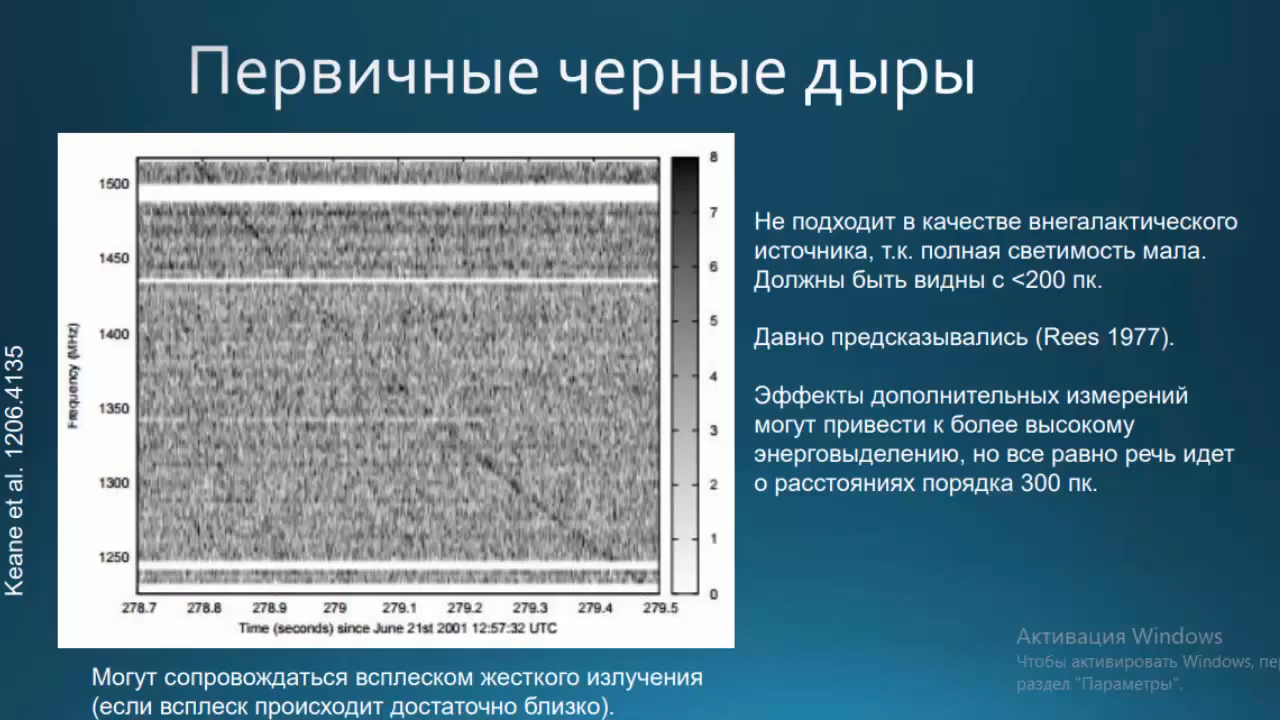 Первичные черные дыры
Keane et al. 1206.4135
Frequency (MHz)
1500
1450
1400
1350
1300
1250
278.7 278.8 278.9 279 279.1 279.2 279.3 279.4 279.5
Time (seconds) since June 21st 2001 12:57:32 UTC
8
7
6
5
4
3
2
1
0
Не подходит в качестве внегалактического
источника, т.к. полная светимость мала.
Должны быть видны с <200 пк.
Давно предсказывались (Rees 1977).
Эффекты дополнительных измерений
могут привести к более высокому
энерговыделению, но все равно речь идет
о расстояниях порядка 300 пк.
Могут сопровождаться всплеском жесткого излучения
(если всплеск происходит достаточно близко).
Активация Windows
Чтобы активировать Windows, пе
раздел "Параметры".